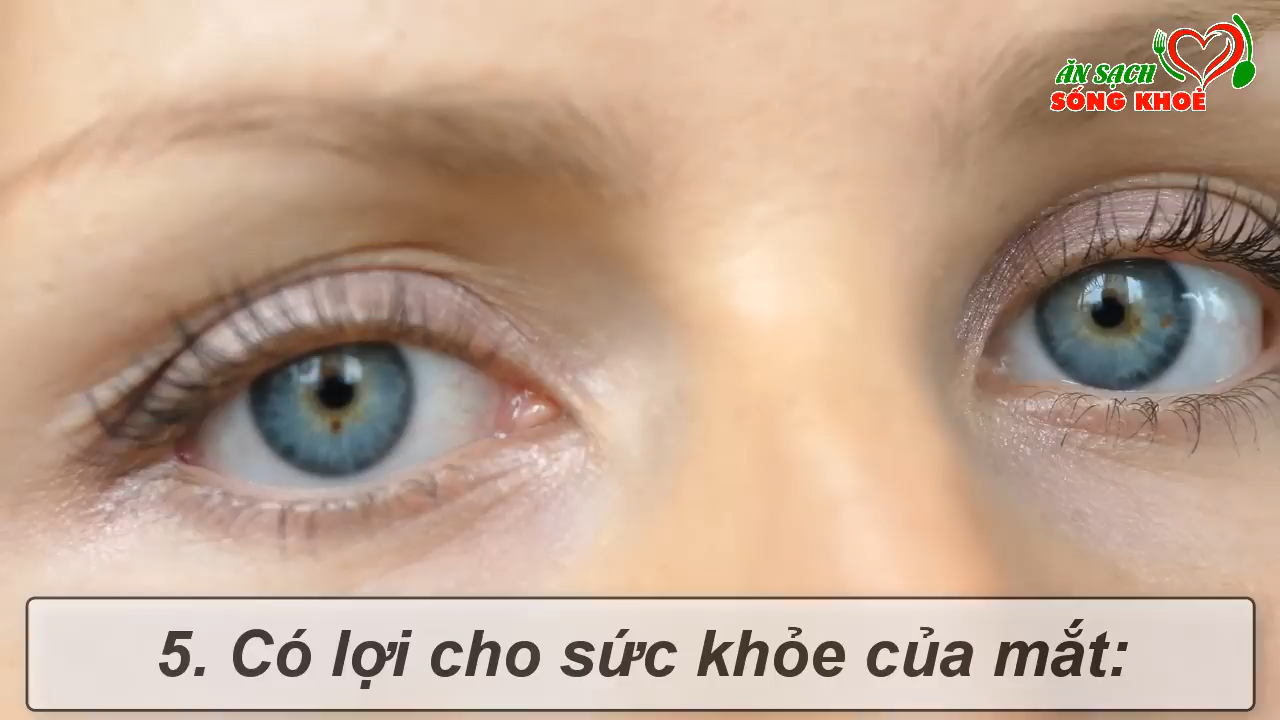 ĂN SẠCH
SỐNG KHOẺ
5. Có lợi cho sức khỏe của mắt: